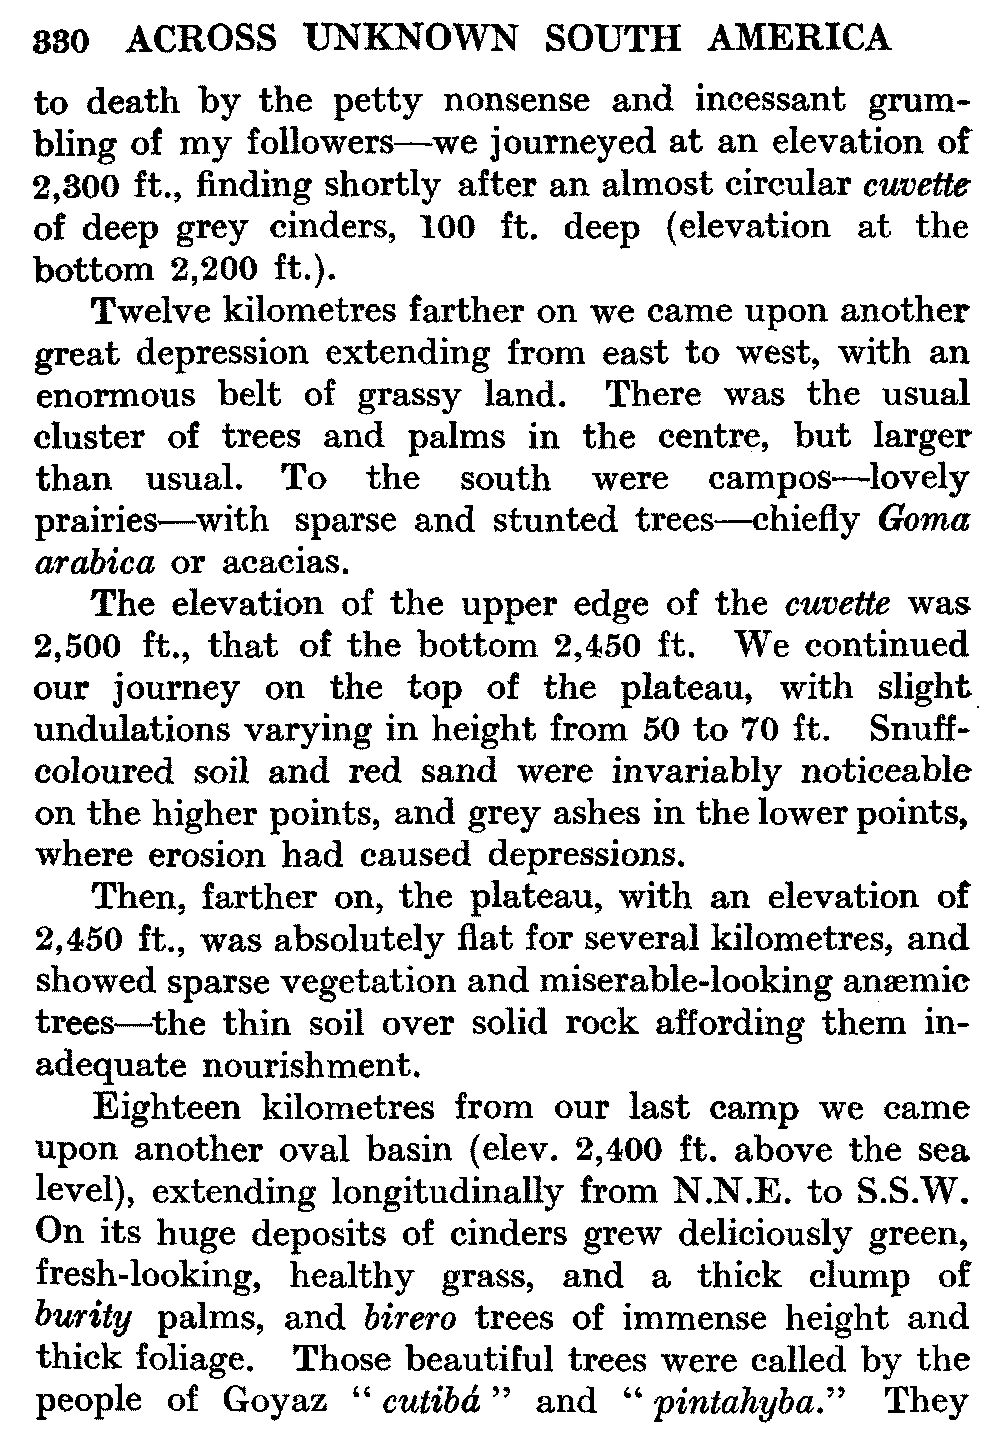 330 ACROSS UNKNOWN SOUTH AMERICA
to death by the petty nonsense and incessant grum-
bling of my followers—we journeyed at an elevation of
2,300 ft., finding shortly after an almost circular cuvette
of deep grey cinders, 100 ft. deep (elevation at the
bottom 2,200 ft.).
Twelve kilometres farther on we came upon another
great depression extending from east to west, with an
enormous belt of grassy land. There was the usual
cluster of trees and palms in the centre, but larger
than usual. To the south were campos—lovely
prairies—with sparse and stunted trees—chiefly Goma
arabica or acacias.
The elevation of the upper edge of the cuvette was
2,500 ft., that of the bottom 2,450 ft. We continued
our journey on the top of the plateau, with slight
undulations varying in height from 50 to 70 ft. Snuff-
coloured soil and red sand were invariably noticeable
on the higher points, and grey ashes in the lower points,
where erosion had caused depressions.
Then, farther on, the plateau, with an elevation of
2,450 ft., was absolutely flat for several kilometres, and
showed sparse vegetation and miserable-looking anæmic
trees—the thin soil over solid rock affording them in-
adequate nourishment.
Eighteen kilometres from our last camp we came
upon another oval basin (elev. 2,400 ft. above the sea
level), extending longitudinally from N.N.E. to S.S.W.
On its huge deposits of cinders grew deliciously green,
fresh-looking, healthy grass, and a thick clump of
burity palms, and birero trees of immense height and
thick foliage. Those beautiful trees were called by the
people of Goyaz “ cutibá ” and “ pintahyba.” They